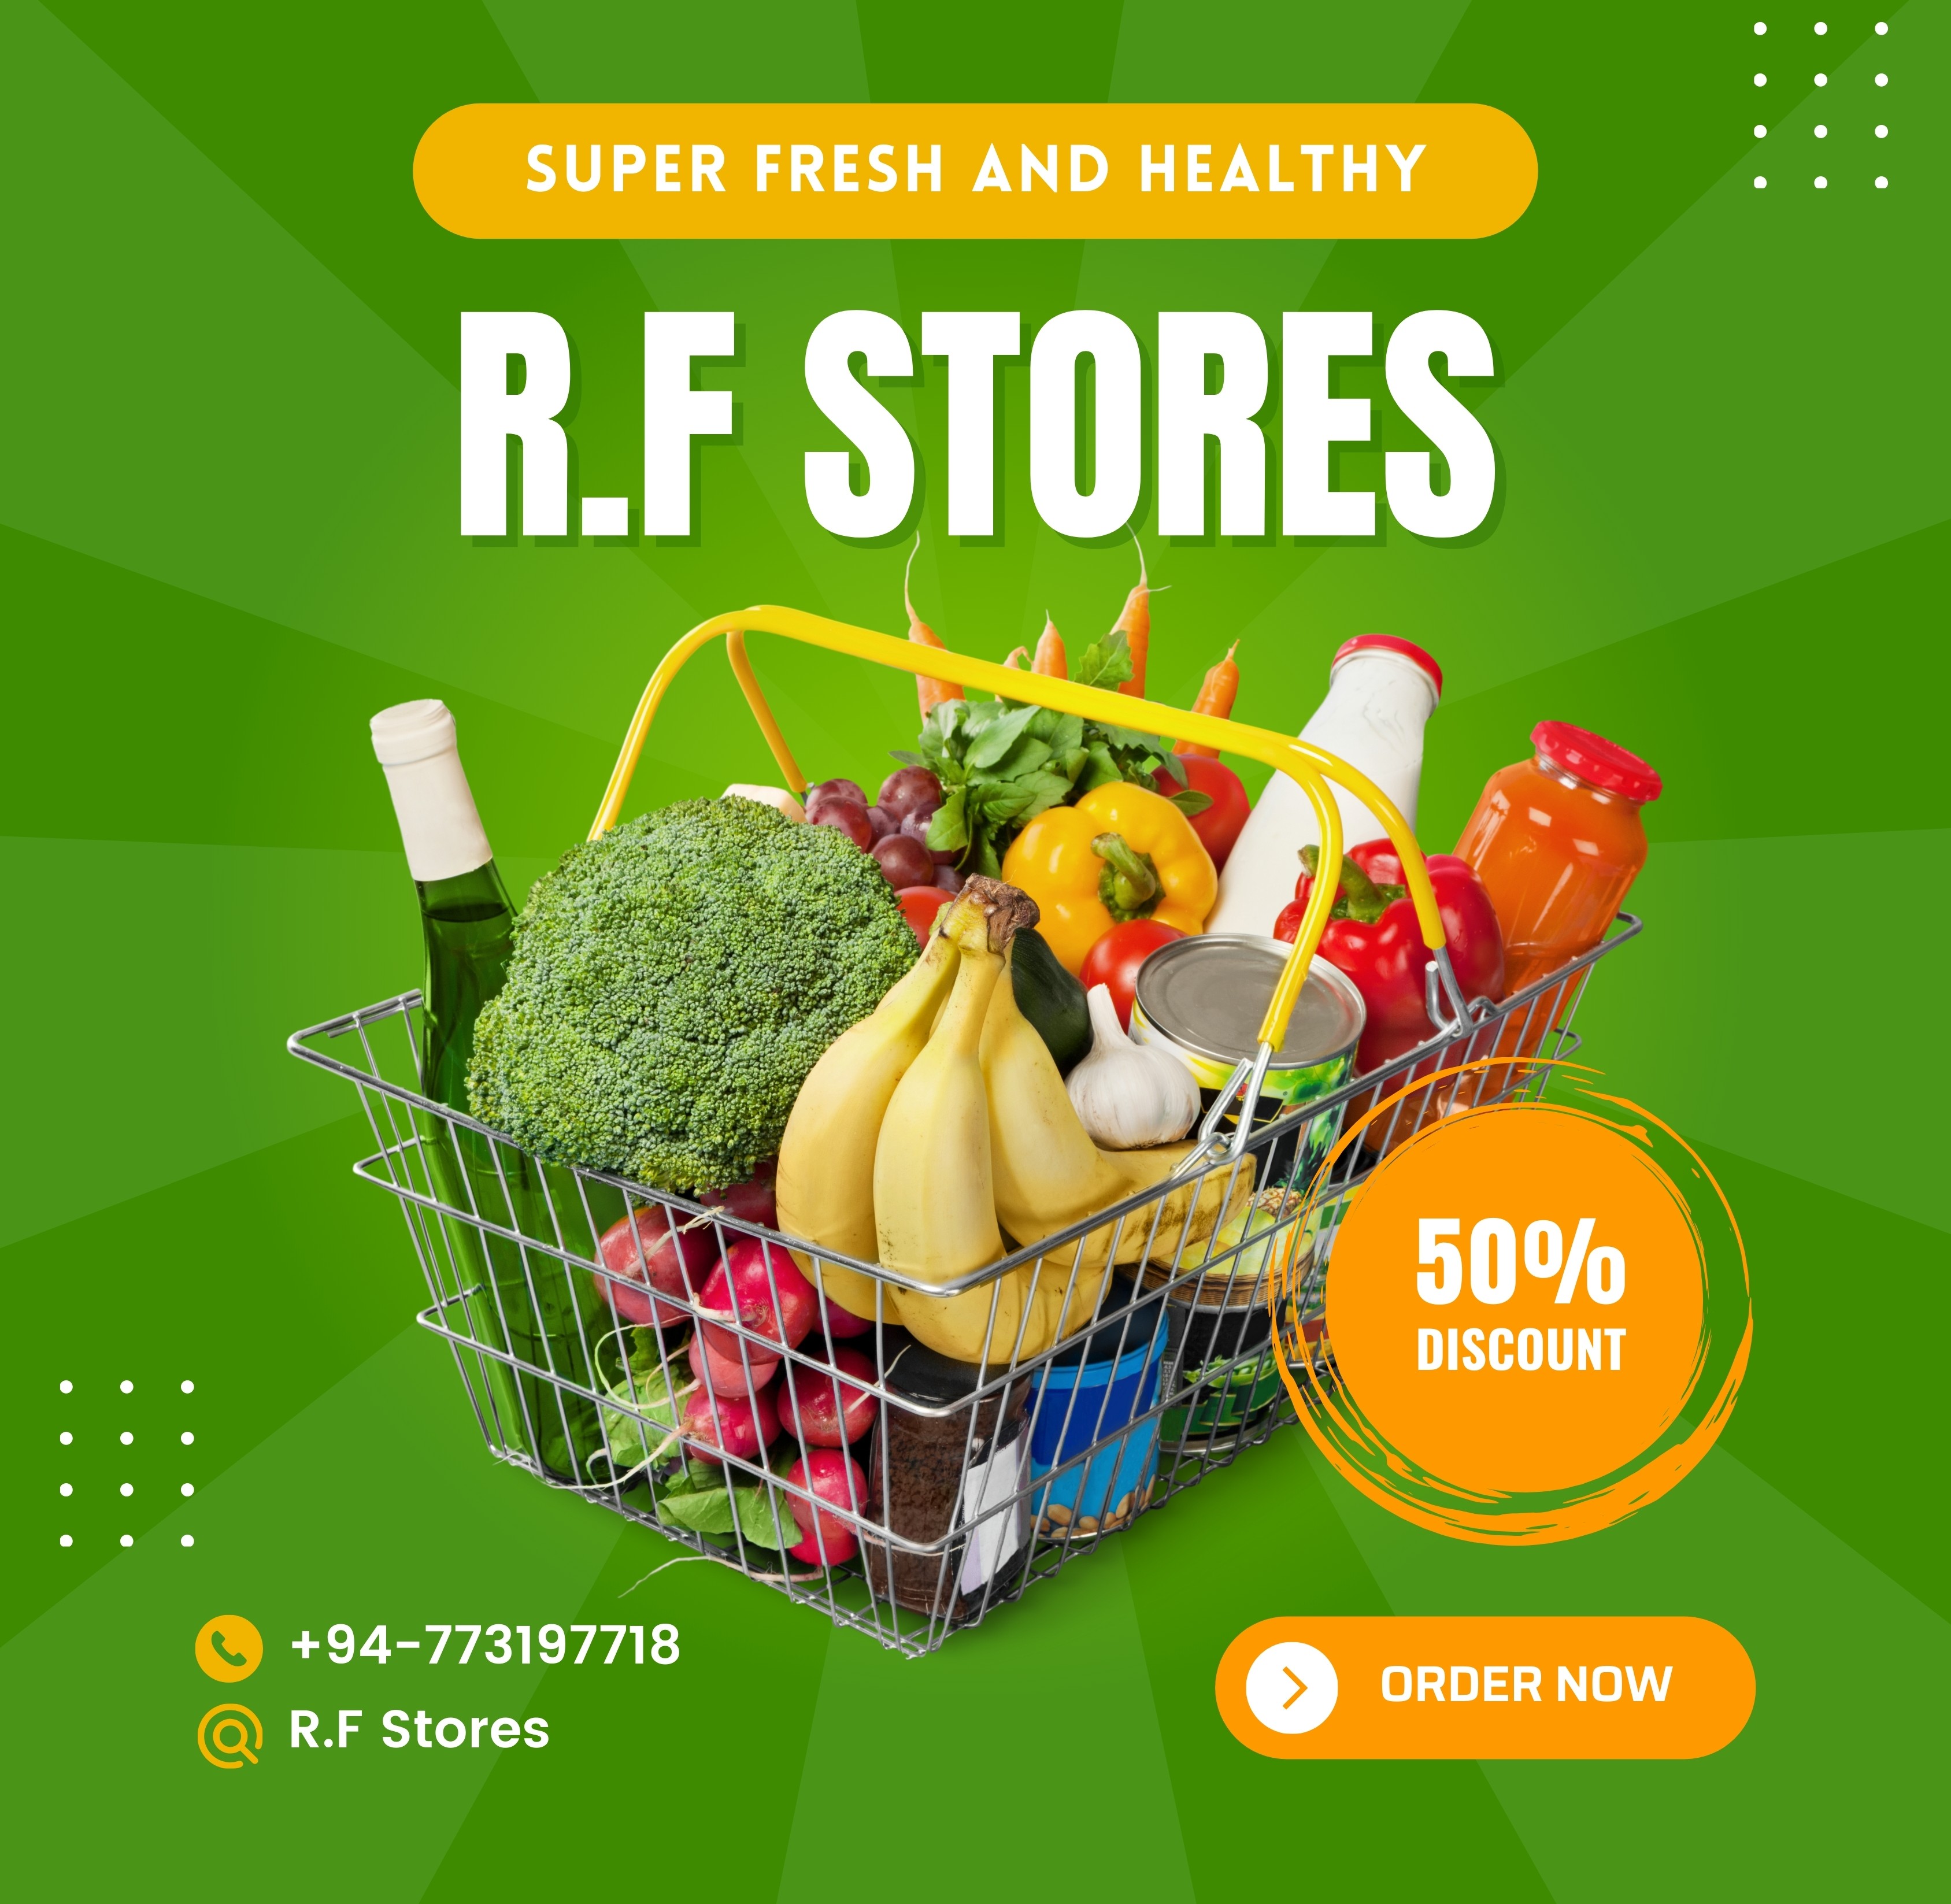 SUPER FRESH AND HEALTHY
R.F STORES
50%
DISCOUNT
+94-773197718
R.F Stores
ORDER NOW